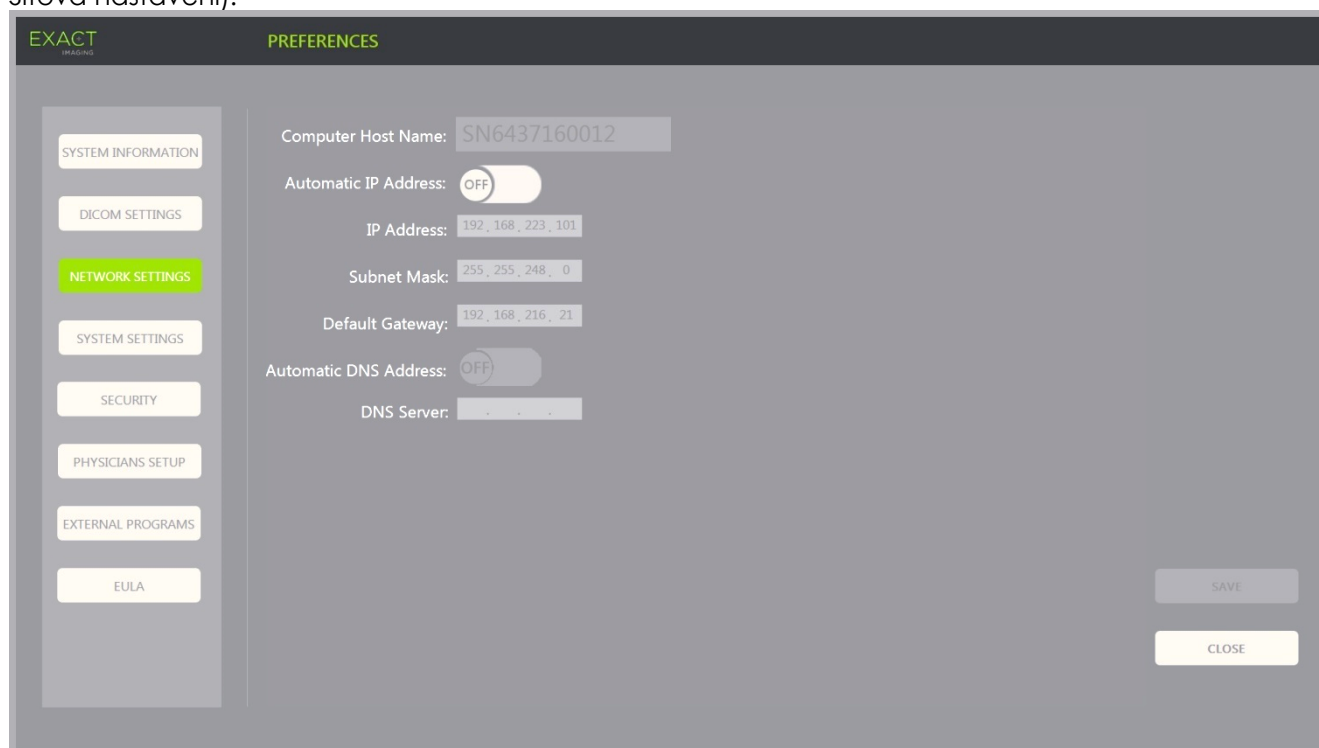 Síťová nastavení).
EXACT
IMAGING
PREFERENCES
SYSTEM INFORMATION
DICOM SETTINGS
NETWORK SETTINGS
SYSTEM SETTINGS
SECURITY
PHYSICIANS SETUP
EXTERNAL PROGRAMS
EULA
Computer Host Name: SN6437160012
Automatic IP Address: OFF
IP Address: 192 . 168 . 223 . 101
Subnet Mask: 255 . 255 . 248 . 0
Default Gateway: 192 . 168 . 216 . 21
Automatic DNS Address: OFF
DNS Server: . . .
SAVE
CLOSE